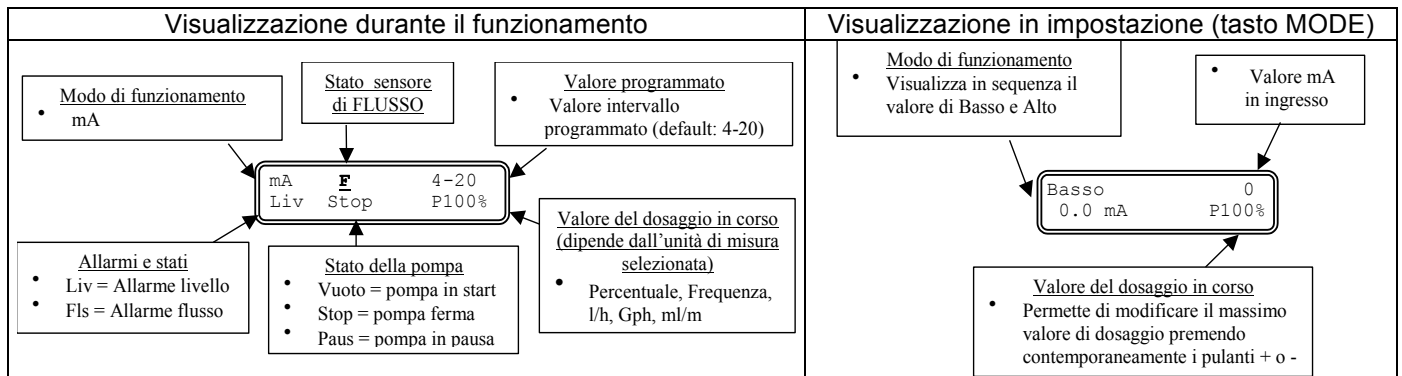 Visualizzazione durante il funzionamento
Visualizzazione in impostazione (tasto MODE)
Modo di funzionamento
• mA
Stato sensore
di FLUSSO
Valore programmato
• Valore intervallo
programmato (default: 4-20)
mA F 4-20
Liv Stop P100%
Allarmi e stati
• Liv = Allarme livello
• Fls = Allarme flusso
Stato della pompa
• Vuoto = pompa in start
• Stop = pompa ferma
• Paus = pompa in pausa
Valore del dosaggio in corso
(dipende dall'unità di misura
selezionata)
• Percentuale, Frequenza,
l/h, Gph, ml/m
Modo di funzionamento
• Visualizza in sequenza il
valore di Basso e Alto
• Valore mA
in ingresso
Basso 0
0.0 mA P100%
Valore del dosaggio in corso
• Permette di modificare il massimo
valore di dosaggio premendo
contemporaneamente i pulanti + o -